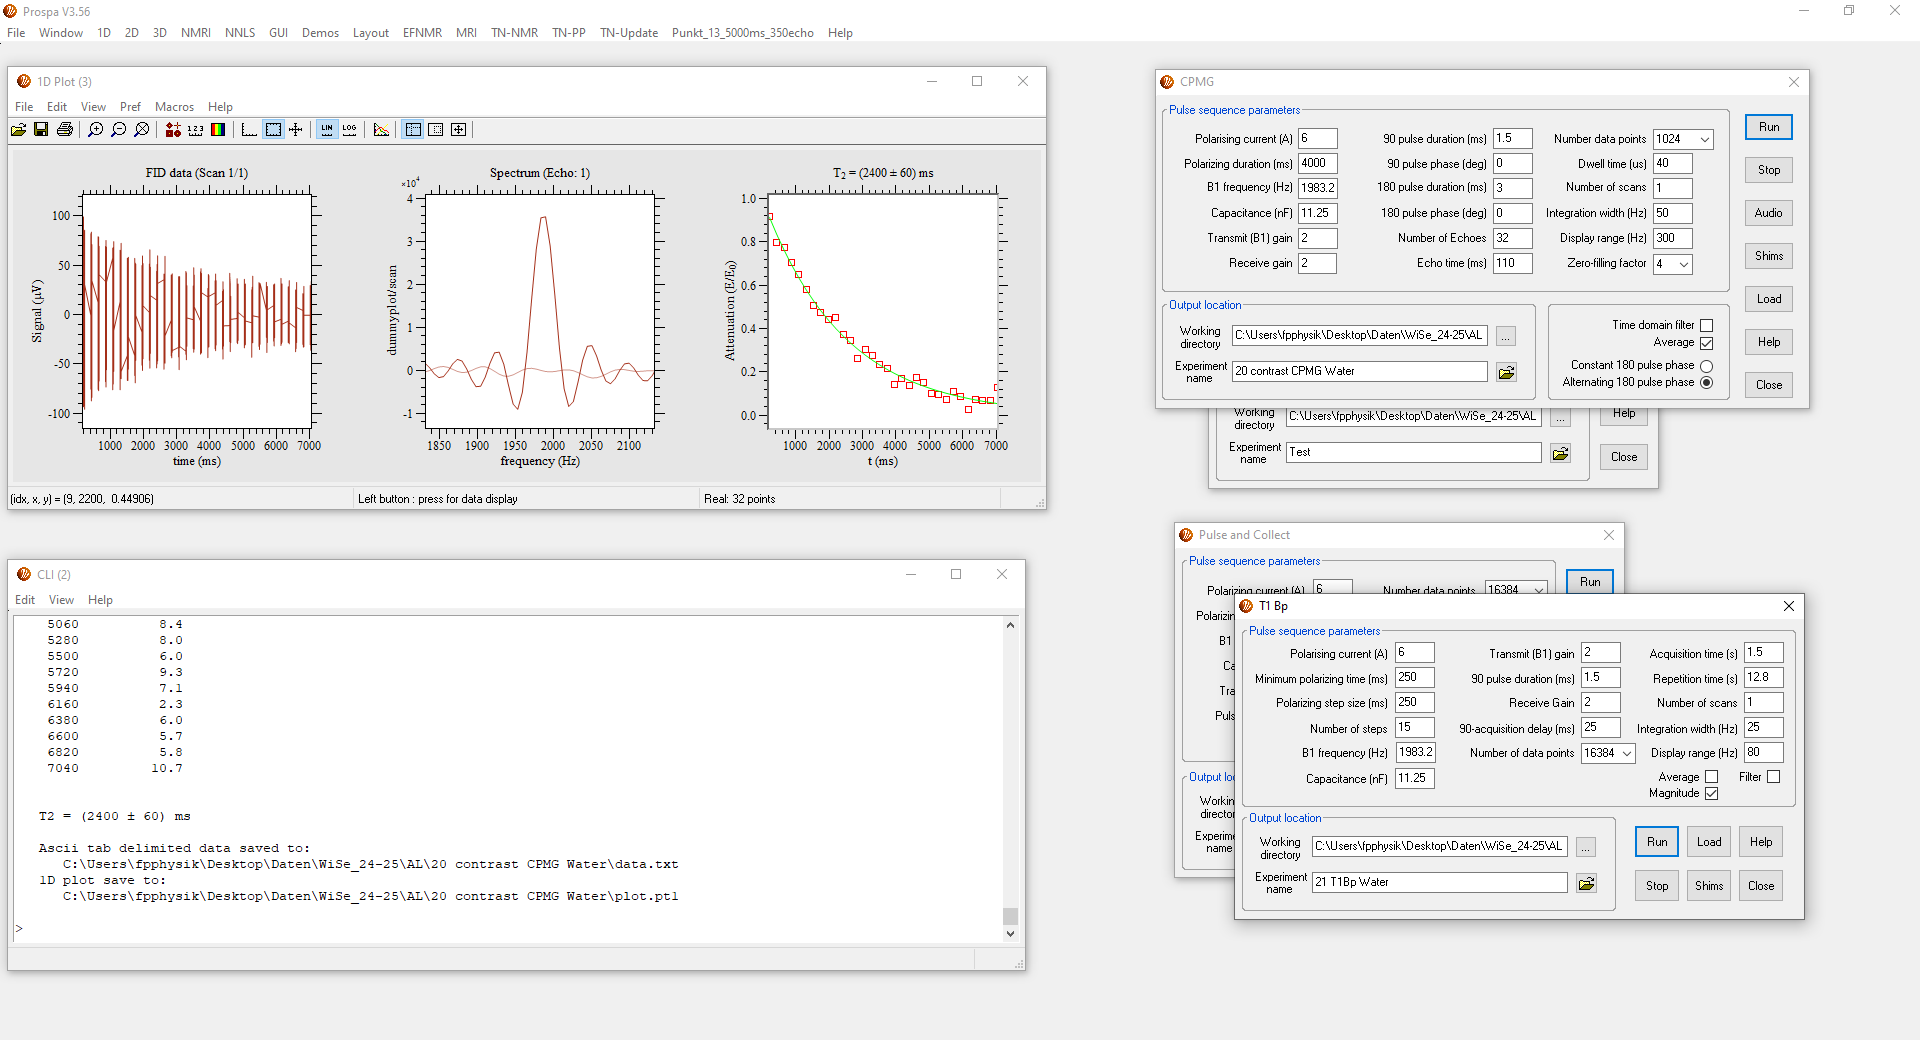 Prospa V3.56
File Window 1D 2D 3D NMRI NNLS GUI Demos Layout EFNMR MRI TN-NMR TN-PP TN-Update Punkt_13_5000ms_350echo Help
1D Plot (3)
File Edit View Pref Macros Help
1 2 3 LIN LOG
FID data (Scan 1/1)
Signal (µV)
100
50
0
-50
-100
1000 2000 3000 4000 5000 6000 7000
time (ms)
Spectrum (Echo: 1)
×10⁴
dummyplot/scan
4
3
2
1
0
-1
1850 1900 1950 2000 2050 2100
frequency (Hz)
T₂ = (2400 ± 60) ms
Attenuation (E/E₀)
1.0
0.8
0.6
0.4
0.2
0.0
1000 2000 3000 4000 5000 6000 7000
t (ms)
(idx, x, y) = (9, 2200, 0.44906)
Left button : press for data display
Real: 32 points
CLI (2)
Edit View Help
5060 8.4
5280 8.0
5500 6.0
5720 9.3
5940 7.1
6160 2.3
6380 6.0
6600 5.7
6820 5.8
7040 10.7
T2 = (2400 ± 60) ms
Ascii tab delimited data saved to:
C:\Users\fpphysik\Desktop\Daten\WiSe_24-25\AL\20 contrast CPMG Water\data.txt
1D plot save to:
C:\Users\fpphysik\Desktop\Daten\WiSe_24-25\AL\20 contrast CPMG Water\plot.pt1
>
CPMG
Pulse sequence parameters
Polarising current (A) 6 90 pulse duration (ms) 1.5 Number data points 1024
Polarizing duration (ms) 4000 90 pulse phase (deg) 0 Dwell time (us) 40
B1 frequency (Hz) 1983.2 180 pulse duration (ms) 3 Number of scans 1
Capacitance (nF) 11.25 180 pulse phase (deg) 0 Integration width (Hz) 50
Transmit (B1) gain 2 Number of Echoes 32 Display range (Hz) 300
Receive gain 2 Echo time (ms) 110 Zero-filling factor 4
Run
Stop
Audio
Shims
Load
Help
Close
Output location
Working directory C:\Users\fpphysik\Desktop\Daten\WiSe_24-25\AL ...
Experiment name 20 contrast CPMG Water
Time domain filter
Average
Constant 180 pulse phase
Alternating 180 pulse phase
Working directory C:\Users\fpphysik\Desktop\Daten\WiSe_24-25\AL ...
Experiment name Test
Help
Close
Pulse and Collect
Pulse sequence parameters
Polarizing current (A) 6 Number data points 16384
Run
Polarizin
B1
Ca
Tra
Puls
Output lo
Workin
director
Experime
name
T1 Bp
Pulse sequence parameters
Polarising current (A) 6 Transmit (B1) gain 2 Acquisition time (s) 1.5
Minimum polarizing time (ms) 250 90 pulse duration (ms) 1.5 Repetition time (s) 12.8
Polarizing step size (ms) 250 Receive Gain 2 Number of scans 1
Number of steps 15 90-acquisition delay (ms) 25 Integration width (Hz) 25
B1 frequency (Hz) 1983.2 Number of data points 16384 Display range (Hz) 80
Capacitance (nF) 11.25 Average Filter
Magnitude
Output location
Working directory C:\Users\fpphysik\Desktop\Daten\WiSe_24-25\AL ...
Experiment name 21 T1Bp Water
Run Load Help
Stop Shims Close